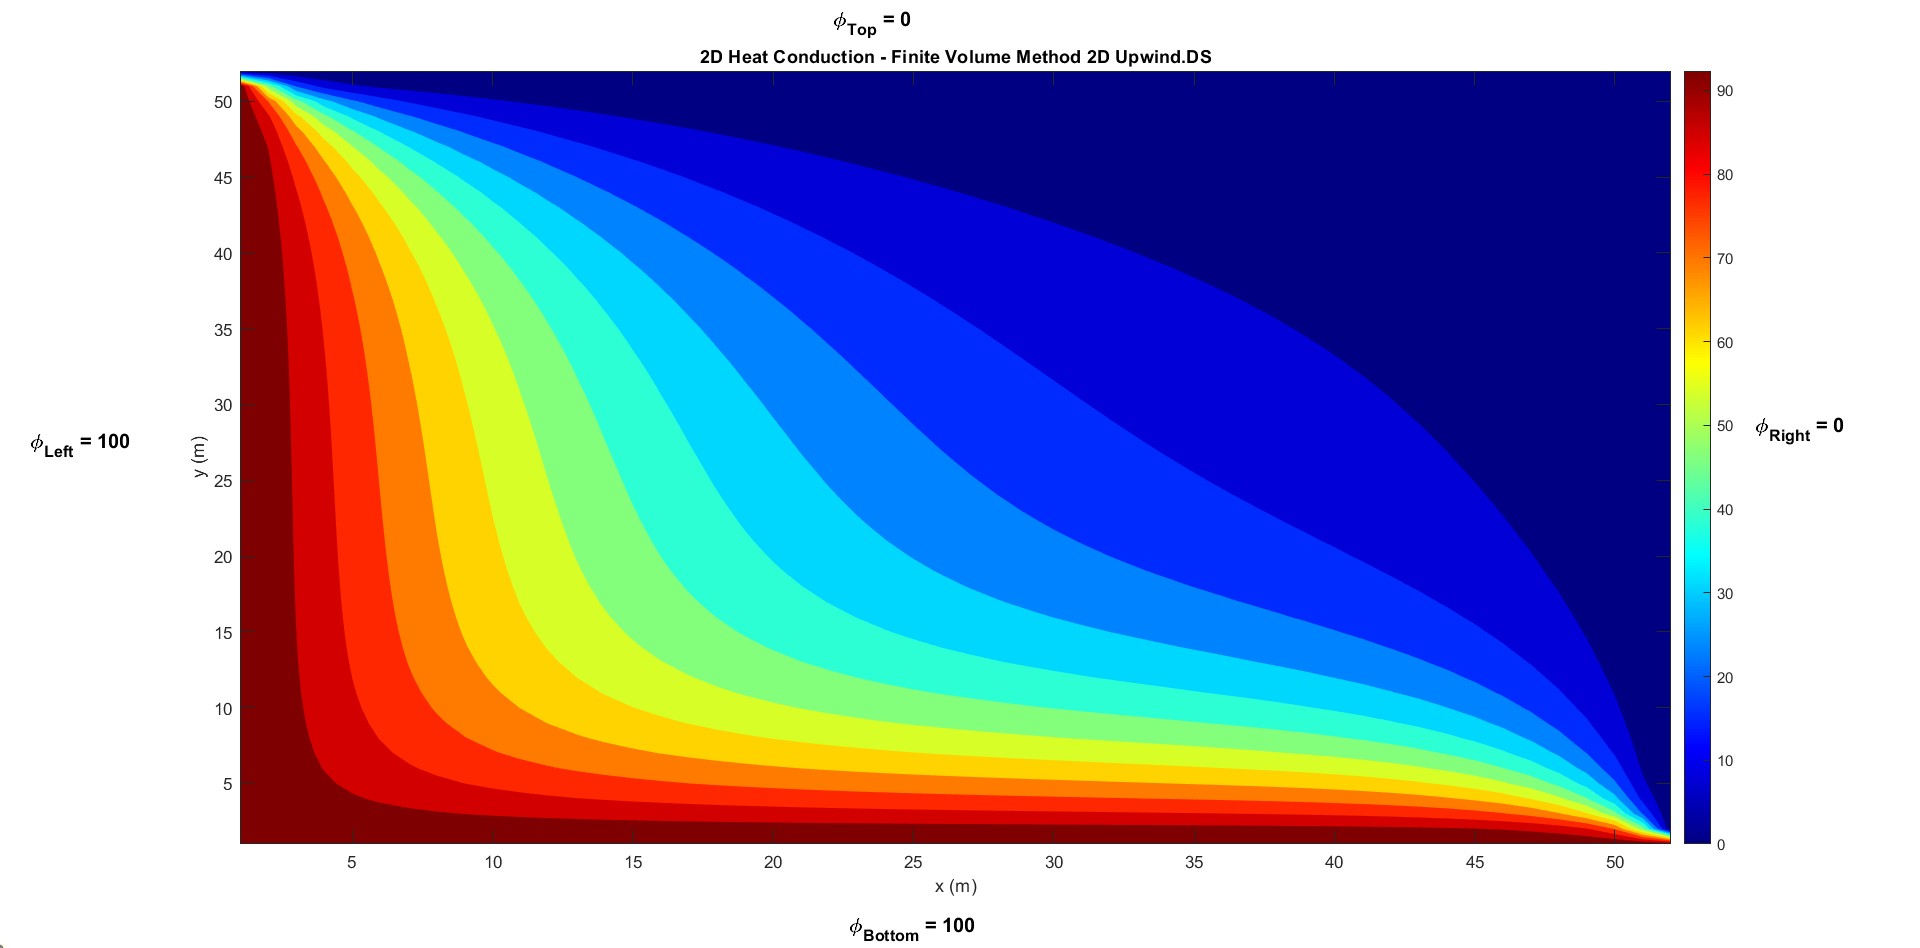 ϕTop = 0
2D Heat Conduction - Finite Volume Method 2D Upwind.DS
50
45
40
35
30
25
20
15
10
5
y (m)
ϕLeft = 100
5 10 15 20 25 30 35 40 45 50
x (m)
ϕBottom = 100
90
80
70
60
50
40
30
20
10
0
ϕRight = 0